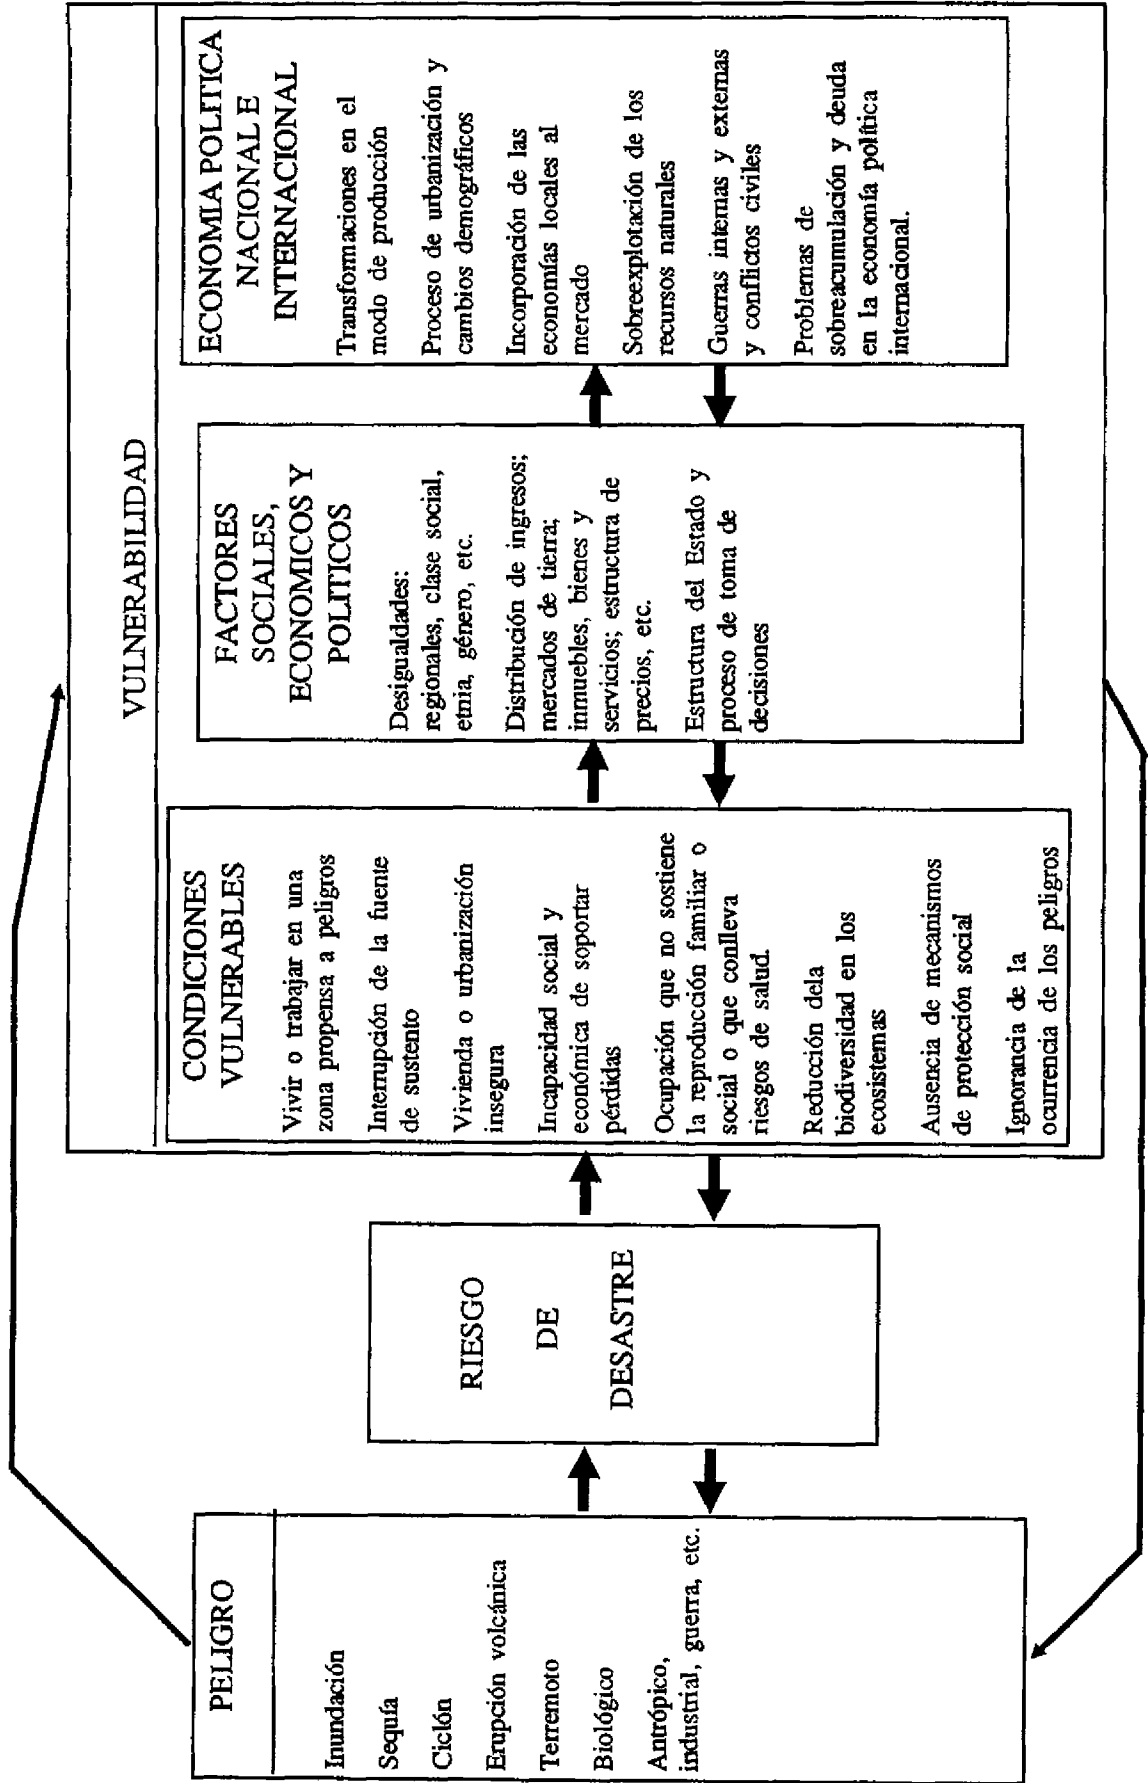 PELIGRO
Inundación
Sequía
Ciclón
Erupción volcánica
Terremoto
Biológico
Antrópico,
industrial, guerra, etc.
RIESGO
DE
DESASTRE
VULNERABILIDAD
CONDICIONES
VULNERABLES
Vivir o trabajar en una
zona propensa a peligros
Interrupción de la fuente
de sustento
Vivienda o urbanización
insegura
Incapacidad social y
económica de soportar
pérdidas
Ocupación que no sostiene
la reproducción familiar o
social o que conlleva
riesgos de salud.
Reducción dela
biodiversidad en los
ecosistemas
Ausencia de mecanismos
de protección social
Ignorancia de la
ocurrencia de los peligros
FACTORES
SOCIALES,
ECONOMICOS Y
POLITICOS
Desigualdades:
regionales, clase social,
etnia, género, etc.
Distribución de ingresos;
mercados de tierra;
inmuebles, bienes y
servicios; estructura de
precios, etc.
Estructura del Estado y
proceso de toma de
decisiones
ECONOMIA POLITICA
NACIONAL E
INTERNACIONAL
Transformaciones en el
modo de producción
Proceso de urbanización y
cambios demográficos
Incorporación de las
economías locales al
mercado
Sobreexplotación de los
recursos naturales
Guerras internas y externas
y conflictos civiles
Problemas de
sobreacumulación y deuda
en la economía política
internacional.